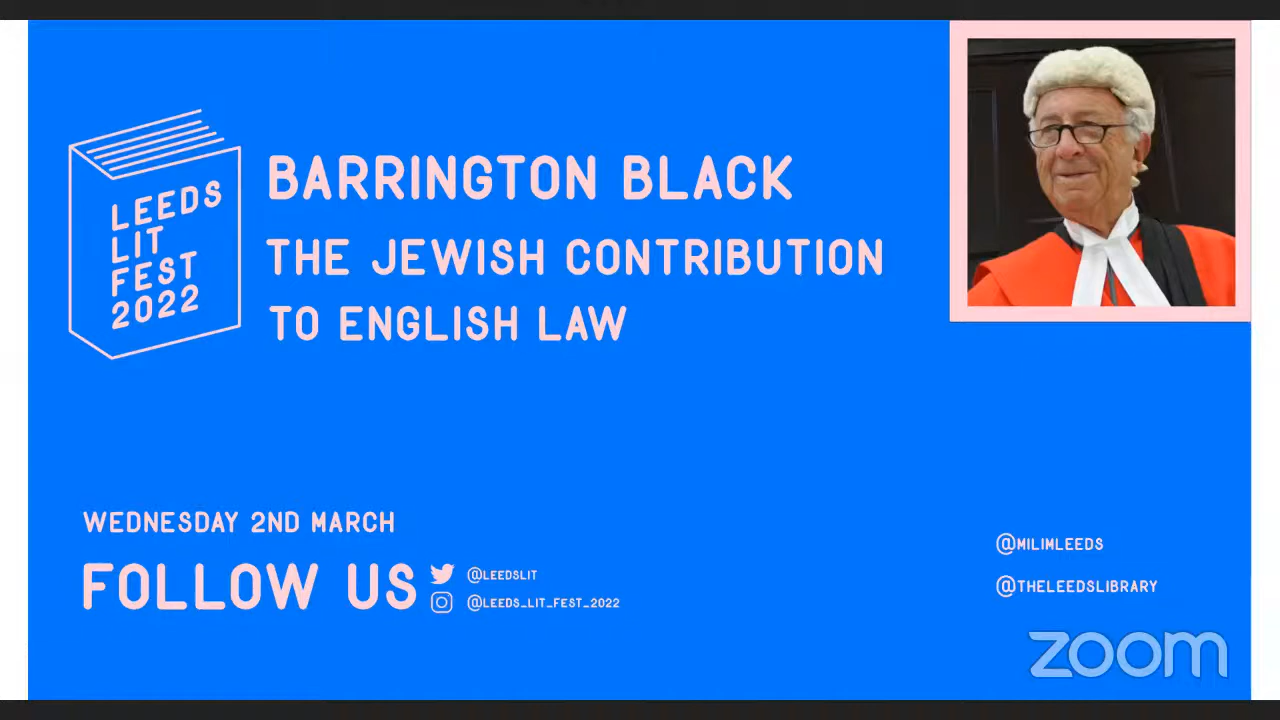 LEEDS
LIT
FEST
2022
BARRINGTON BLACK
THE JEWISH CONTRIBUTION
TO ENGLISH LAW
WEDNESDAY 2ND MARCH
FOLLOW US
@LEEDSLIT
@LEEDS_LIT_FEST_2022
@MILIMLEEDS
@THELEEDSLIBRARY
zoom